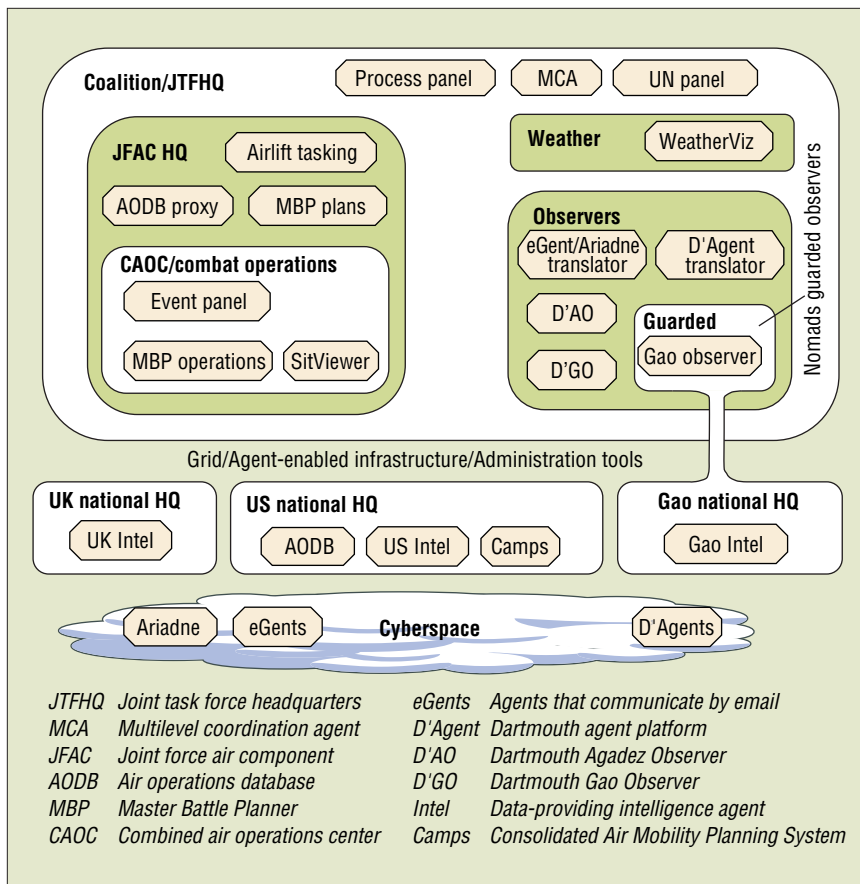 Coalition/JTFHQ
Process panel
MCA
UN panel
JFAC HQ
Airlift tasking
AODB proxy
MBP plans
CAOC/combat operations
Event panel
MBP operations
SitViewer
Weather
WeatherViz
Observers
eGent/Ariadne
translator
D'Agent
translator
D’AO
D’GO
Guarded
Gao observer
Nomads guarded observers
Grid/Agent-enabled infrastructure/Administration tools
UK national HQ
UK Intel
US national HQ
AODB
US Intel
Camps
Gao national HQ
Gao Intel
Ariadne
eGents
Cyberspace
D'Agents
JTFHQ Joint task force headquarters
MCA Multilevel coordination agent
JFAC Joint force air component
AODB Air operations database
MBP Master Battle Planner
CAOC Combined air operations center
eGents Agents that communicate by email
D'Agent Dartmouth agent platform
D'AO Dartmouth Agadez Observer
D'GO Dartmouth Gao Observer
Intel Data-providing intelligence agent
Camps Consolidated Air Mobility Planning System